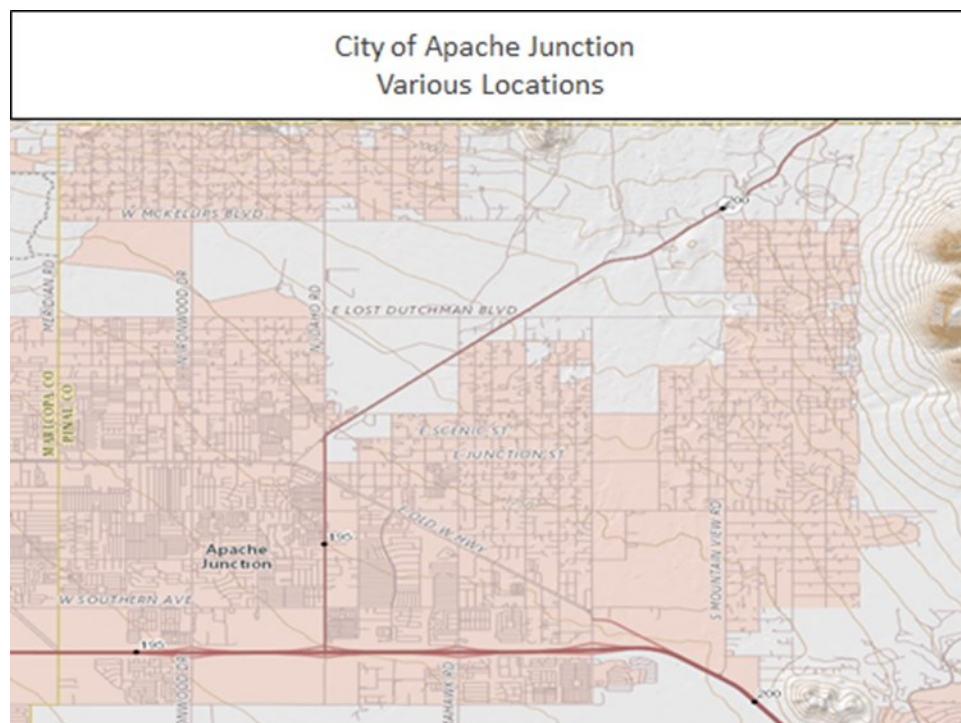 City of Apache Junction
Various Locations
200
W MCKELLIPS BLVD
MERIDIAN RD
N IRONWOOD DR
N IDAHO RD
E LOST DUTCHMAN BLVD
MARICOPA CO
PINAL CO
E SCENIC ST
E JUNCTION ST
E OLD W HWY
195
Apache
Junction
S MOUNTAIN VIEW RD
W SOUTHERN AVE
195
200